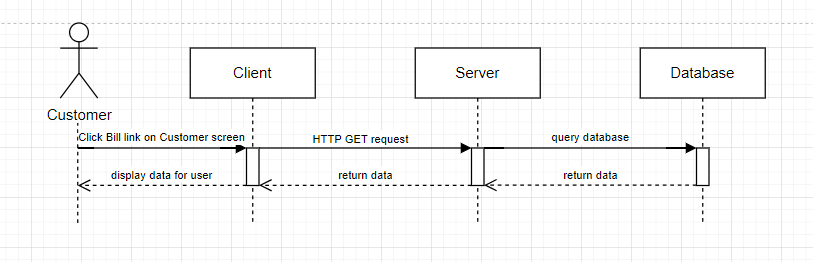 Client
Server
Database
Customer
Click Bill link on Customer screen
HTTP GET request
query database
display data for user
return data
return data